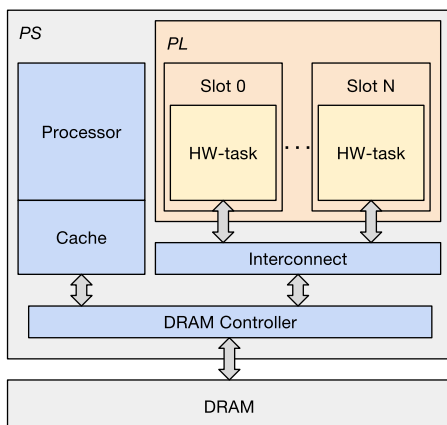 PS
PL
Slot 0
Slot N
Processor
HW-task
. . .
HW-task
Cache
Interconnect
DRAM Controller
DRAM